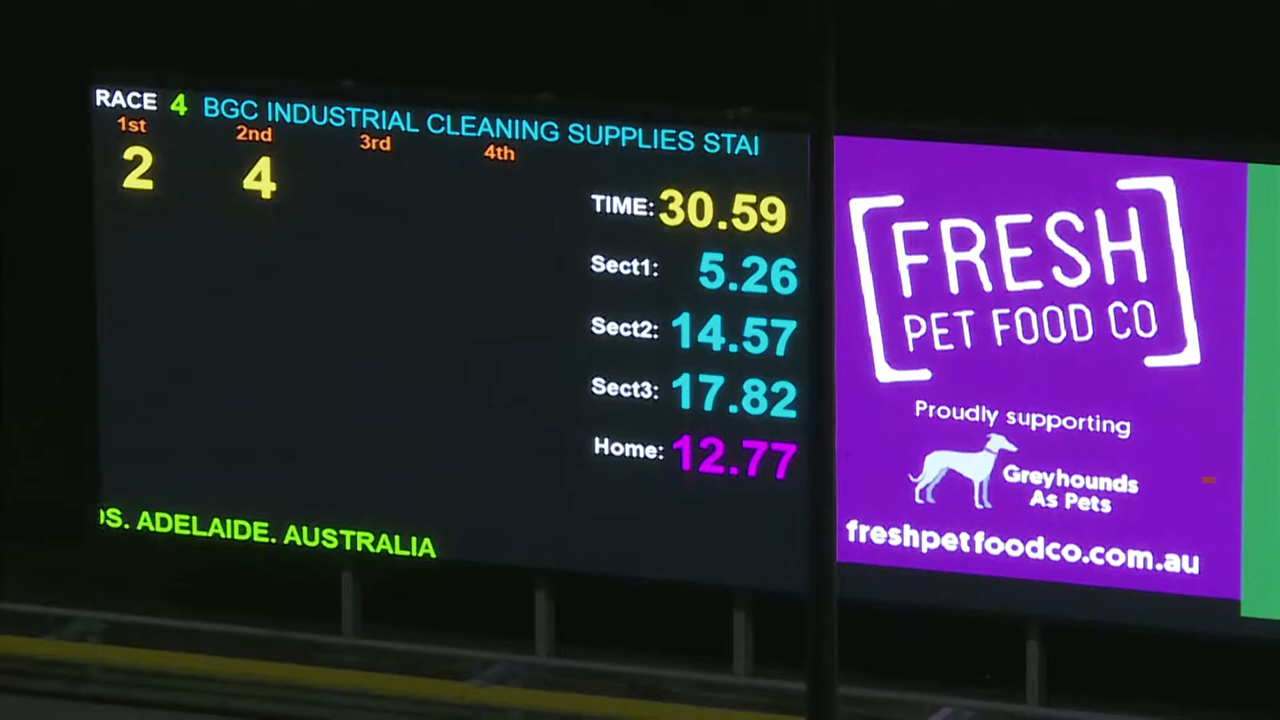 RACE 4 BGC INDUSTRIAL CLEANING SUPPLIES STAI
1st 2nd 3rd 4th
2 4
TIME: 30.59
Sect1: 5.26
Sect2: 14.57
Sect3: 17.82
Home: 12.77
S. ADELAIDE. AUSTRALIA
FRESH
PET FOOD CO
Proudly supporting
Greyhounds
As Pets
freshpetfoodco.com.au